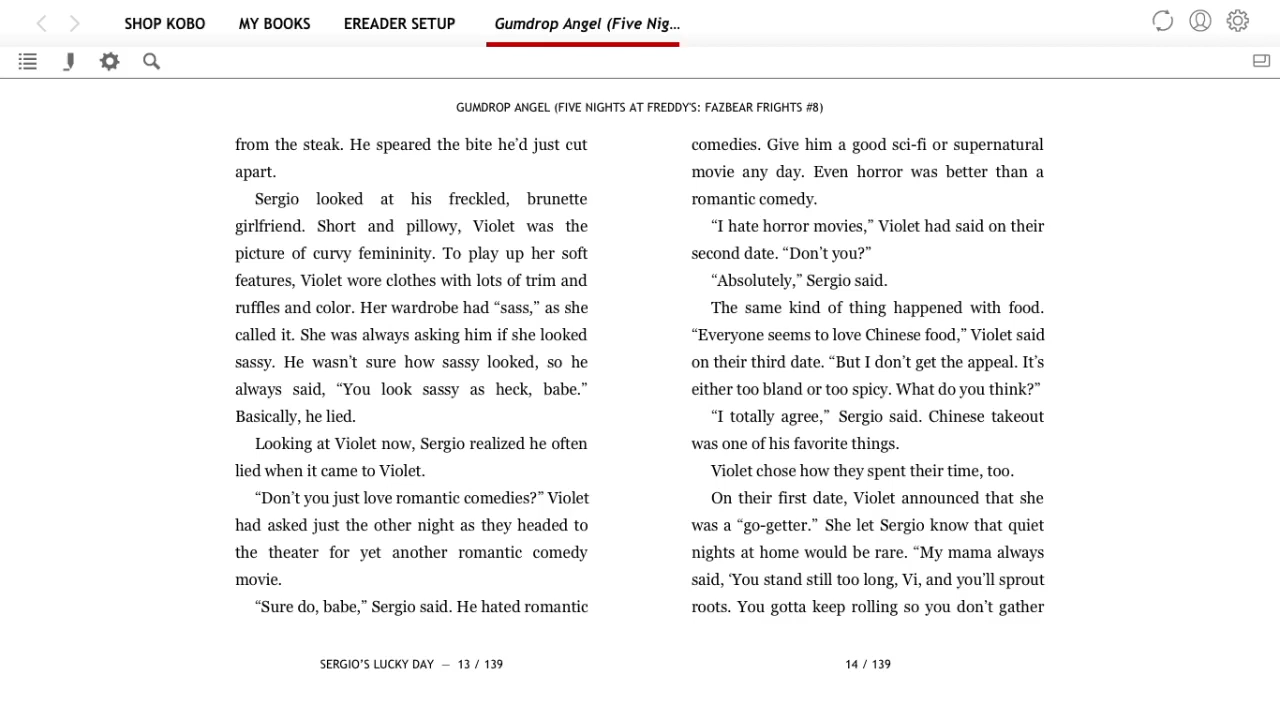 SHOP KOBO
MY BOOKS
EREADER SETUP
Gumdrop Angel (Five Nig...
GUMDROP ANGEL (FIVE NIGHTS AT FREDDY'S: FAZBEAR FRIGHTS #8)
from the steak. He speared the bite he’d just cut
apart.
Sergio looked at his freckled, brunette
girlfriend. Short and pillowy, Violet was the
picture of curvy femininity. To play up her soft
features, Violet wore clothes with lots of trim and
ruffles and color. Her wardrobe had “sass,” as she
called it. She was always asking him if she looked
sassy. He wasn’t sure how sassy looked, so he
always said, “You look sassy as heck, babe.”
Basically, he lied.
Looking at Violet now, Sergio realized he often
lied when it came to Violet.
“Don’t you just love romantic comedies?” Violet
had asked just the other night as they headed to
the theater for yet another romantic comedy
movie.
“Sure do, babe,” Sergio said. He hated romantic
SERGIO’S LUCKY DAY – 13 / 139
comedies. Give him a good sci-fi or supernatural
movie any day. Even horror was better than a
romantic comedy.
“I hate horror movies,” Violet had said on their
second date. “Don’t you?”
“Absolutely,” Sergio said.
The same kind of thing happened with food.
“Everyone seems to love Chinese food,” Violet said
on their third date. “But I don’t get the appeal. It’s
either too bland or too spicy. What do you think?”
“I totally agree,” Sergio said. Chinese takeout
was one of his favorite things.
Violet chose how they spent their time, too.
On their first date, Violet announced that she
was a “go-getter.” She let Sergio know that quiet
nights at home would be rare. “My mama always
said, ‘You stand still too long, Vi, and you’ll sprout
roots. You gotta keep rolling so you don’t gather
14 / 139